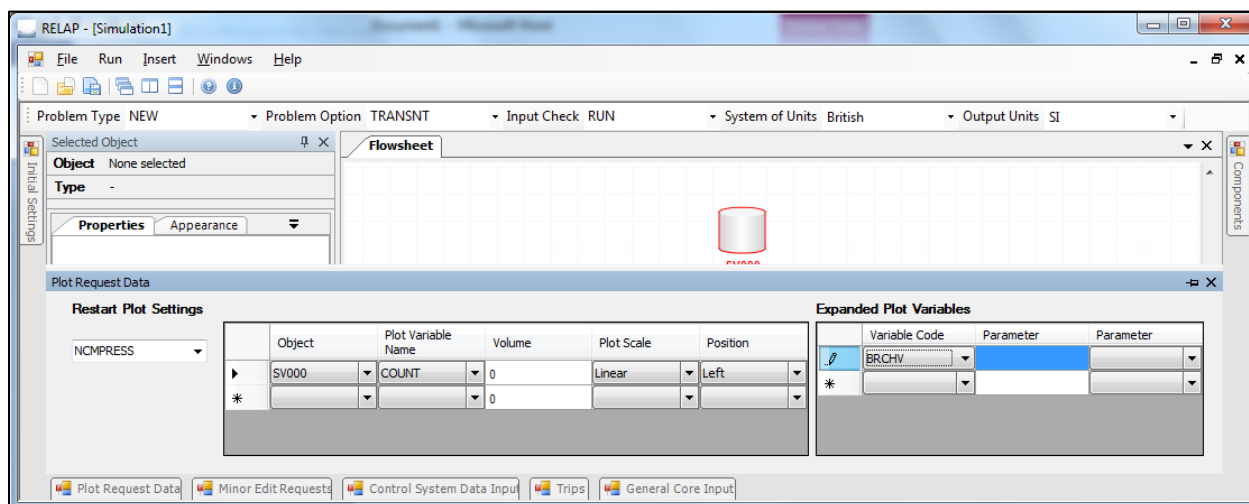 RELAP - [Simulation1]
File Run Insert Windows Help
Problem Type NEW Problem Option TRANSNT Input Check RUN System of Units British Output Units SI
Initial Settings
Selected Object
Object None selected
Type -
Properties Appearance
Flowsheet
SV000
Components
Plot Request Data
Restart Plot Settings
NCMPRESS
Object Plot Variable Name Volume Plot Scale Position
SV000 COUNT 0 Linear Left
0
Expanded Plot Variables
Variable Code Parameter Parameter
BRCHV
Plot Request Data Minor Edit Requests Control System Data Input Trips General Core Input